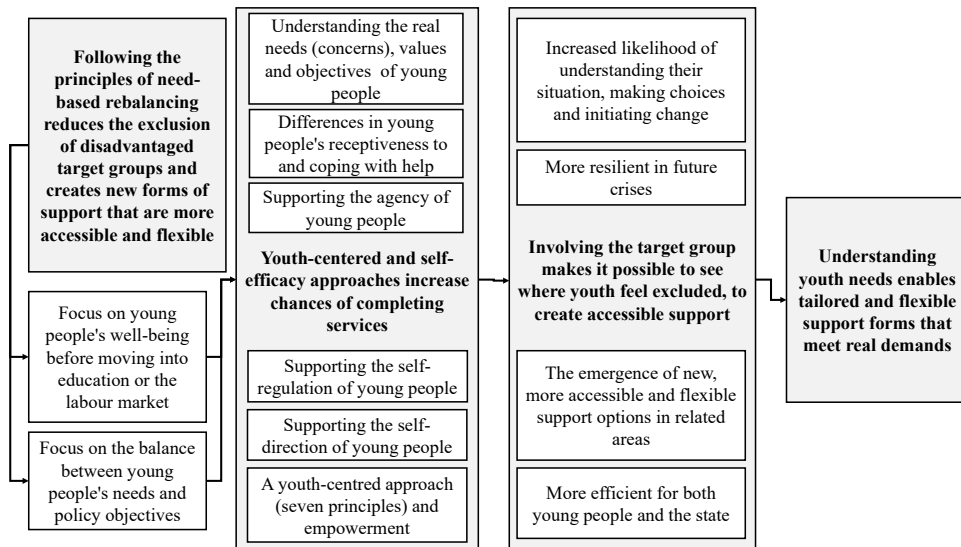 Following the
principles of need-
based rebalancing
reduces the exclusion
of disadvantaged
target groups and
creates new forms of
support that are more
accessible and flexible
Focus on young
people's well-being
before moving into
education or the
labour market
Focus on the balance
between young
people's needs and
policy objectives
Understanding the real
needs (concerns), values
and objectives of young
people
Differences in young
people's receptiveness to
and coping with help
Supporting the agency of
young people
Youth-centered and self-
efficacy approaches increase
chances of completing
services
Supporting the self-
regulation of young people
Supporting the self-
direction of young people
A youth-centred approach
(seven principles) and
empowerment
Increased likelihood of
understanding their
situation, making choices
and initiating change
More resilient in future
crises
Involving the target group
makes it possible to see
where youth feel excluded, to
create accessible support
The emergence of new,
more accessible and flexible
support options in related
areas
More efficient for both
young people and the state
Understanding
youth needs enables
tailored and flexible
support forms that
meet real demands